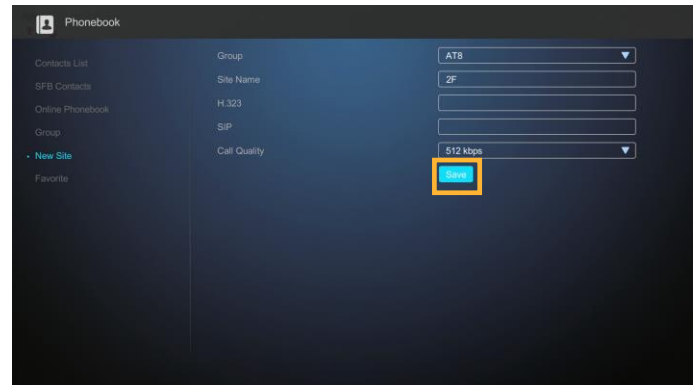 Phonebook
Contacts List
SFB Contacts
Online Phonebook
Group
New Site
Favorite
Group AT8
Site Name 2F
H.323
SIP
Call Quality 512 kbps
Save